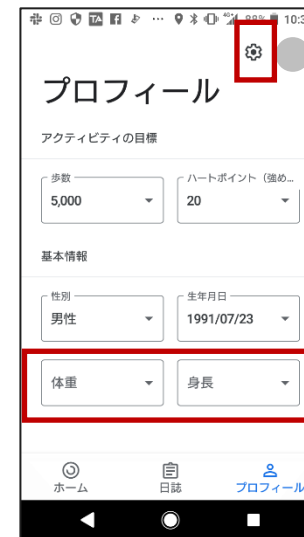 88% 10:3
プロフィール
アクティビティの目標
歩数
5,000
ハートポイント（強め...
20
基本情報
性別
男性
生年月日
1991/07/23
体重
身長
ホーム
日誌
プロフィール